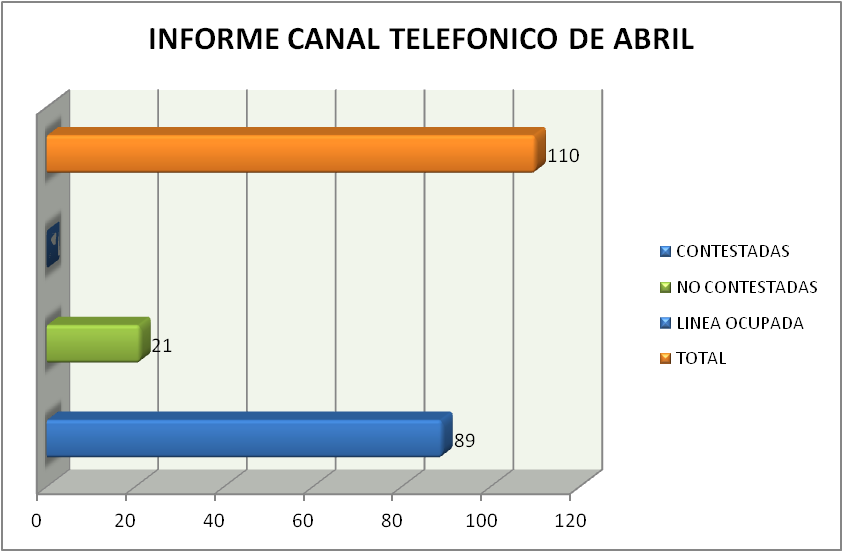 INFORME CANAL TELEFONICO DE ABRIL
110
21
89
CONTESTADAS
NO CONTESTADAS
LINEA OCUPADA
TOTAL
0 20 40 60 80 100 120